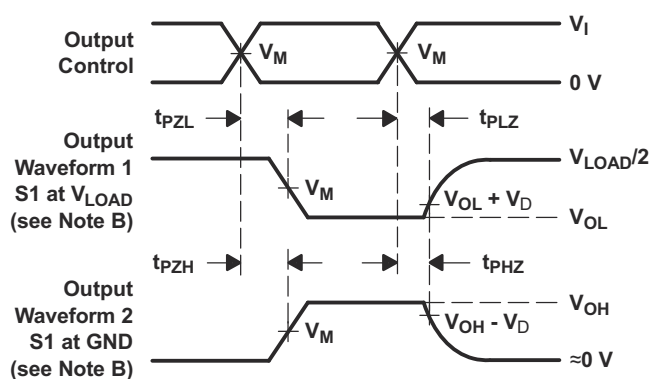 Output
Control
V_M
V_M
V_I
0 V
t_PZL
t_PLZ
Output
Waveform 1
S1 at V_LOAD
(see Note B)
V_M
V_LOAD/2
V_OL + V_D
V_OL
t_PZH
t_PHZ
Output
Waveform 2
S1 at GND
(see Note B)
V_M
V_OH
V_OH - V_D
≈0 V